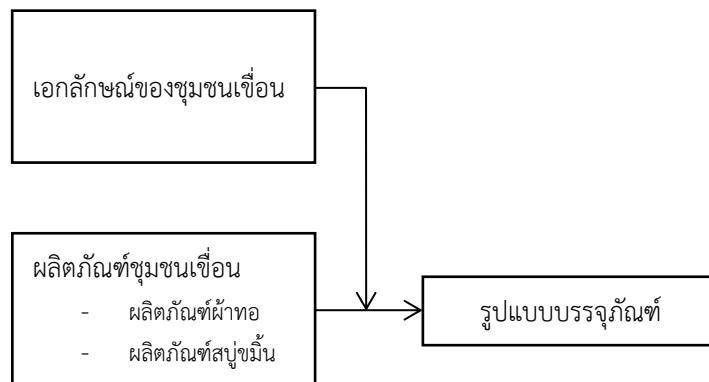 เอกลักษณ์ของชุมชนเขื่อน
ผลิตภัณฑ์ชุมชนเขื่อน
- ผลิตภัณฑ์ผ้าทอ
- ผลิตภัณฑ์สบู่ขมิ้น
รูปแบบบรรจุภัณฑ์